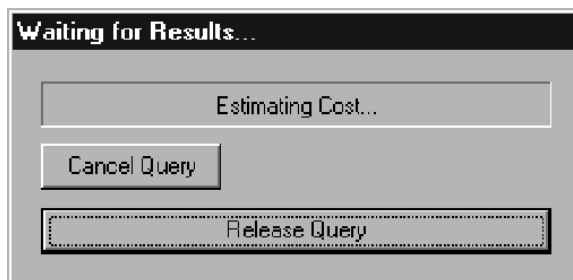 Waiting for Results...
Estimating Cost...
Cancel Query
Release Query